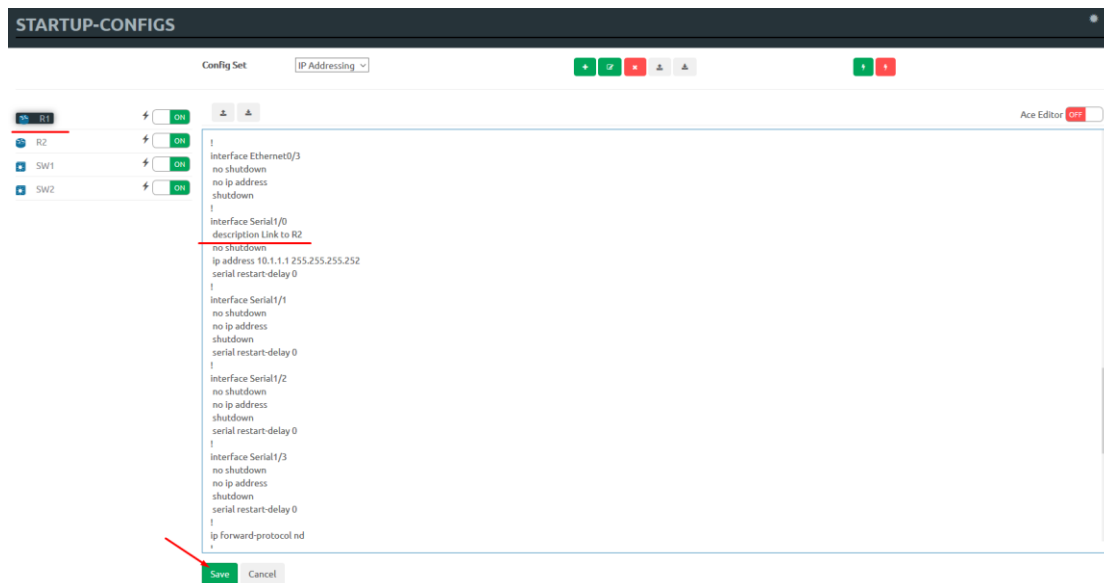 STARTUP-CONFIGS
Config Set IP Addressing
R1 ON
R2 ON
SW1 ON
SW2 ON
Ace Editor OFF
!
interface Ethernet0/3
no shutdown
no ip address
shutdown
!
interface Serial1/0
description Link to R2
no shutdown
ip address 10.1.1.1 255.255.255.252
serial restart-delay 0
!
interface Serial1/1
no shutdown
no ip address
shutdown
serial restart-delay 0
!
interface Serial1/2
no shutdown
no ip address
shutdown
serial restart-delay 0
!
interface Serial1/3
no shutdown
no ip address
shutdown
serial restart-delay 0
!
ip forward-protocol nd
!
Save Cancel